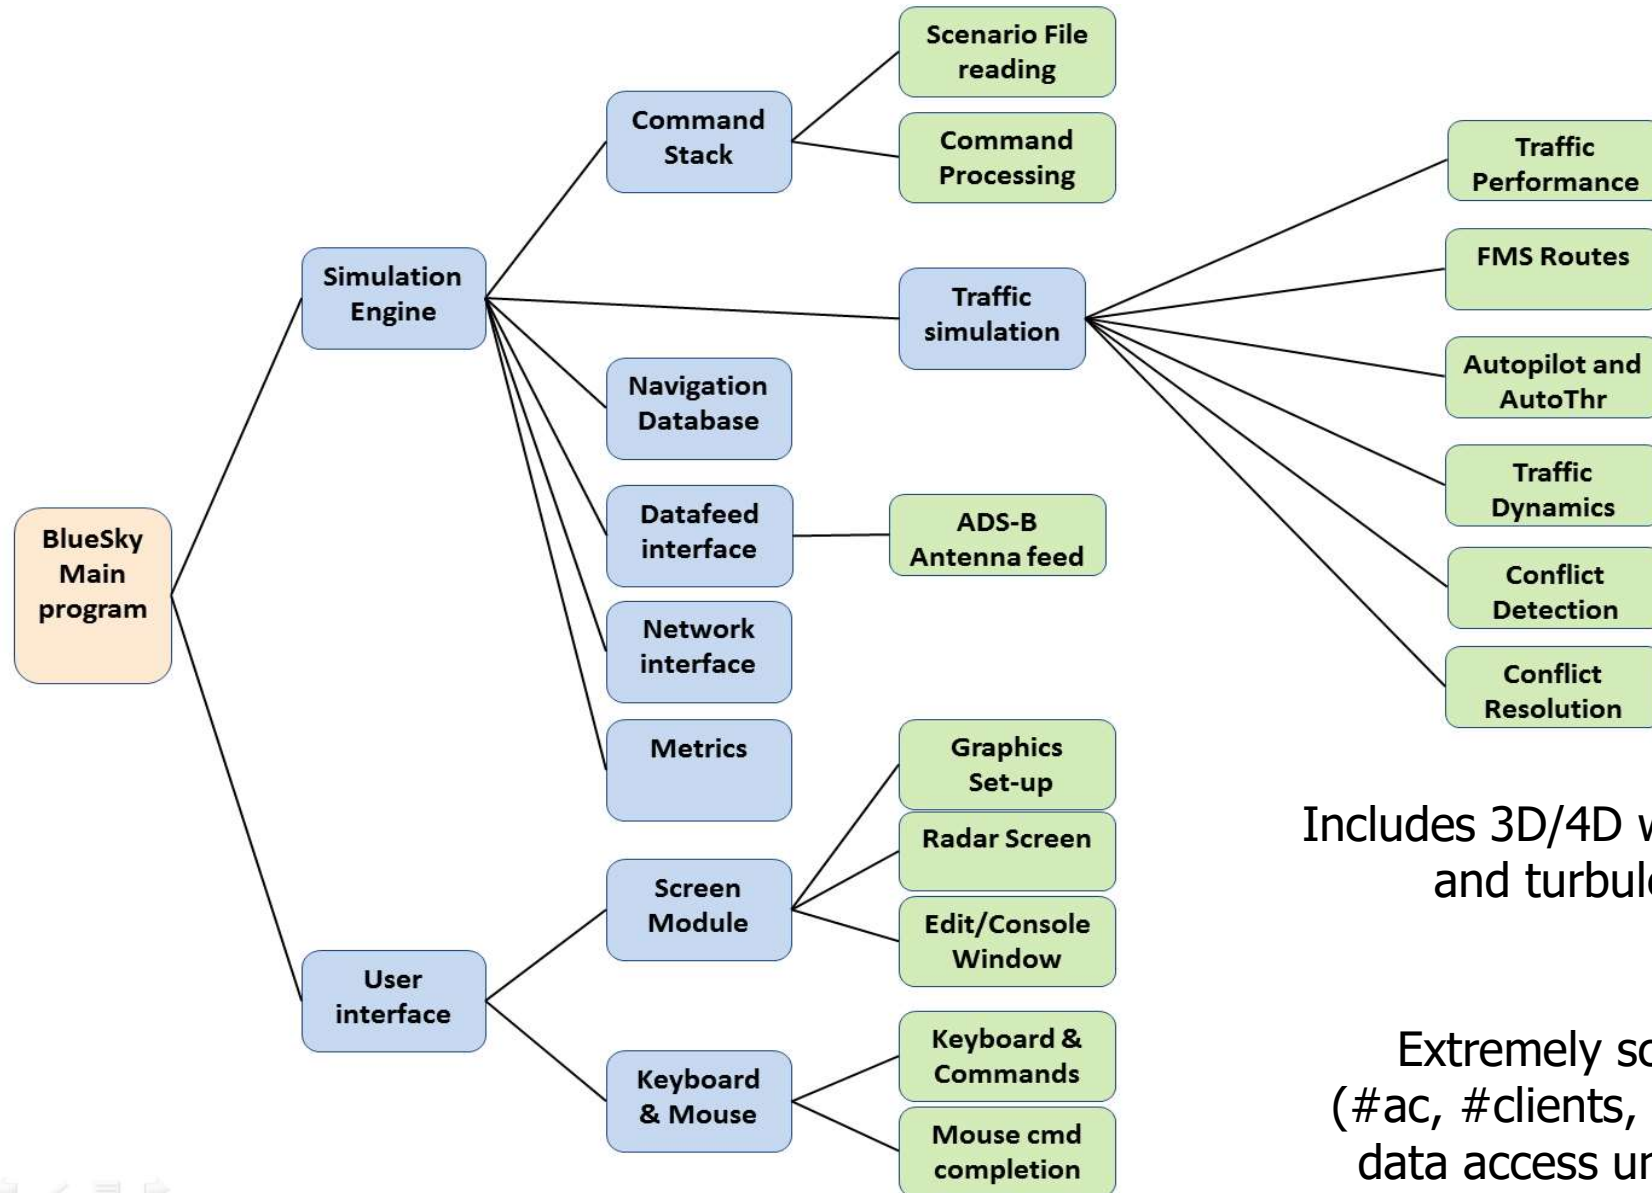 BlueSky
Main
program
Simulation
Engine
User
interface
Command
Stack
Navigation
Database
Datafeed
interface
Network
interface
Metrics
Screen
Module
Keyboard
& Mouse
Scenario File
reading
Command
Processing
Traffic
simulation
ADS-B
Antenna feed
Graphics
Set-up
Radar Screen
Edit/Console
Window
Keyboard &
Commands
Mouse cmd
completion
Traffic
Performance
FMS Routes
Autopilot and
AutoThr
Traffic
Dynamics
Conflict
Detection
Conflict
Resolution
Includes 3D/4D
and
Extremely
(#ac, #clients,
data access